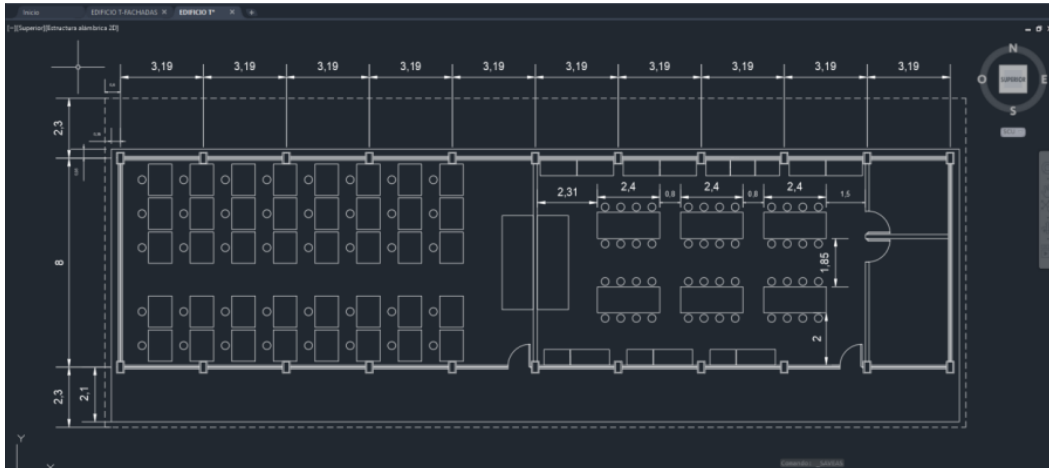 Inicio EDIFICIO T-FACHADAS EDIFICIO T*
[−][Superior][Estructura alámbrica 2D]
N
O SUPERIOR E
S
3,19 3,19 3,19 3,19 3,19 3,19 3,19 3,19 3,19 3,19
2,3
2,31 2,4 0,8 2,4 0,8 2,4 1,5
8
1,85
2
2,3 2,1
Y
X